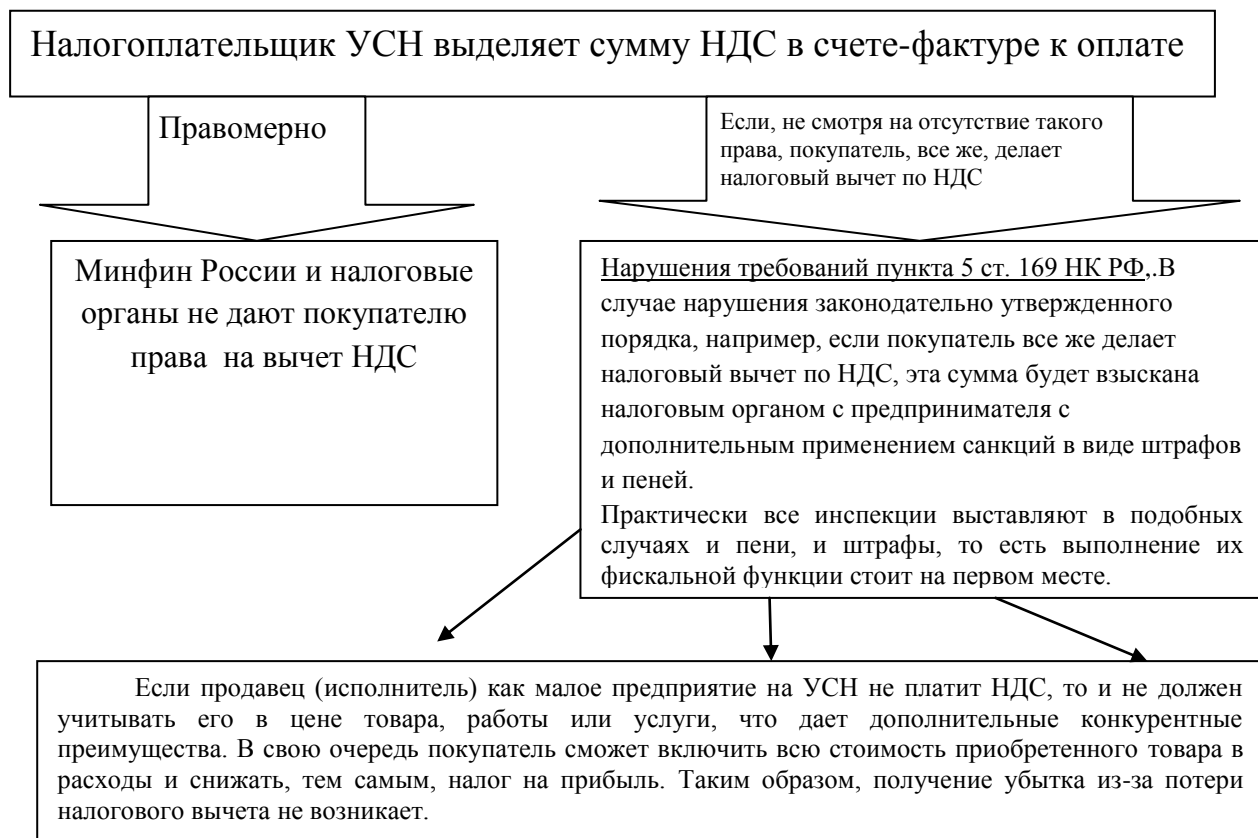 Налогоплательщик УСН выделяет сумму НДС в счете-фактуре к оплате
Правомерно
Если, не смотря на отсутствие такого
права, покупатель, все же, делает
налоговый вычет по НДС
Минфин России и налоговые
органы не дают покупателю
права на вычет НДС
Нарушения требований пункта 5 ст. 169 НК РФ,.В
случае нарушения законодательно утвержденного
порядка, например, если покупатель все же делает
налоговый вычет по НДС, эта сумма будет взыскана
налоговым органом с предпринимателя с
дополнительным применением санкций в виде штрафов
и пеней.
Практически все инспекции выставляют в подобных
случаях и пени, и штрафы, то есть выполнение их
фискальной функции стоит на первом месте.
Если продавец (исполнитель) как малое предприятие на УСН не платит НДС, то и не должен
учитывать его в цене товара, работы или услуги, что дает дополнительные конкурентные
преимущества. В свою очередь покупатель сможет включить всю стоимость приобретенного товара в
расходы и снижать, тем самым, налог на прибыль. Таким образом, получение убытка из-за потери
налогового вычета не возникает.